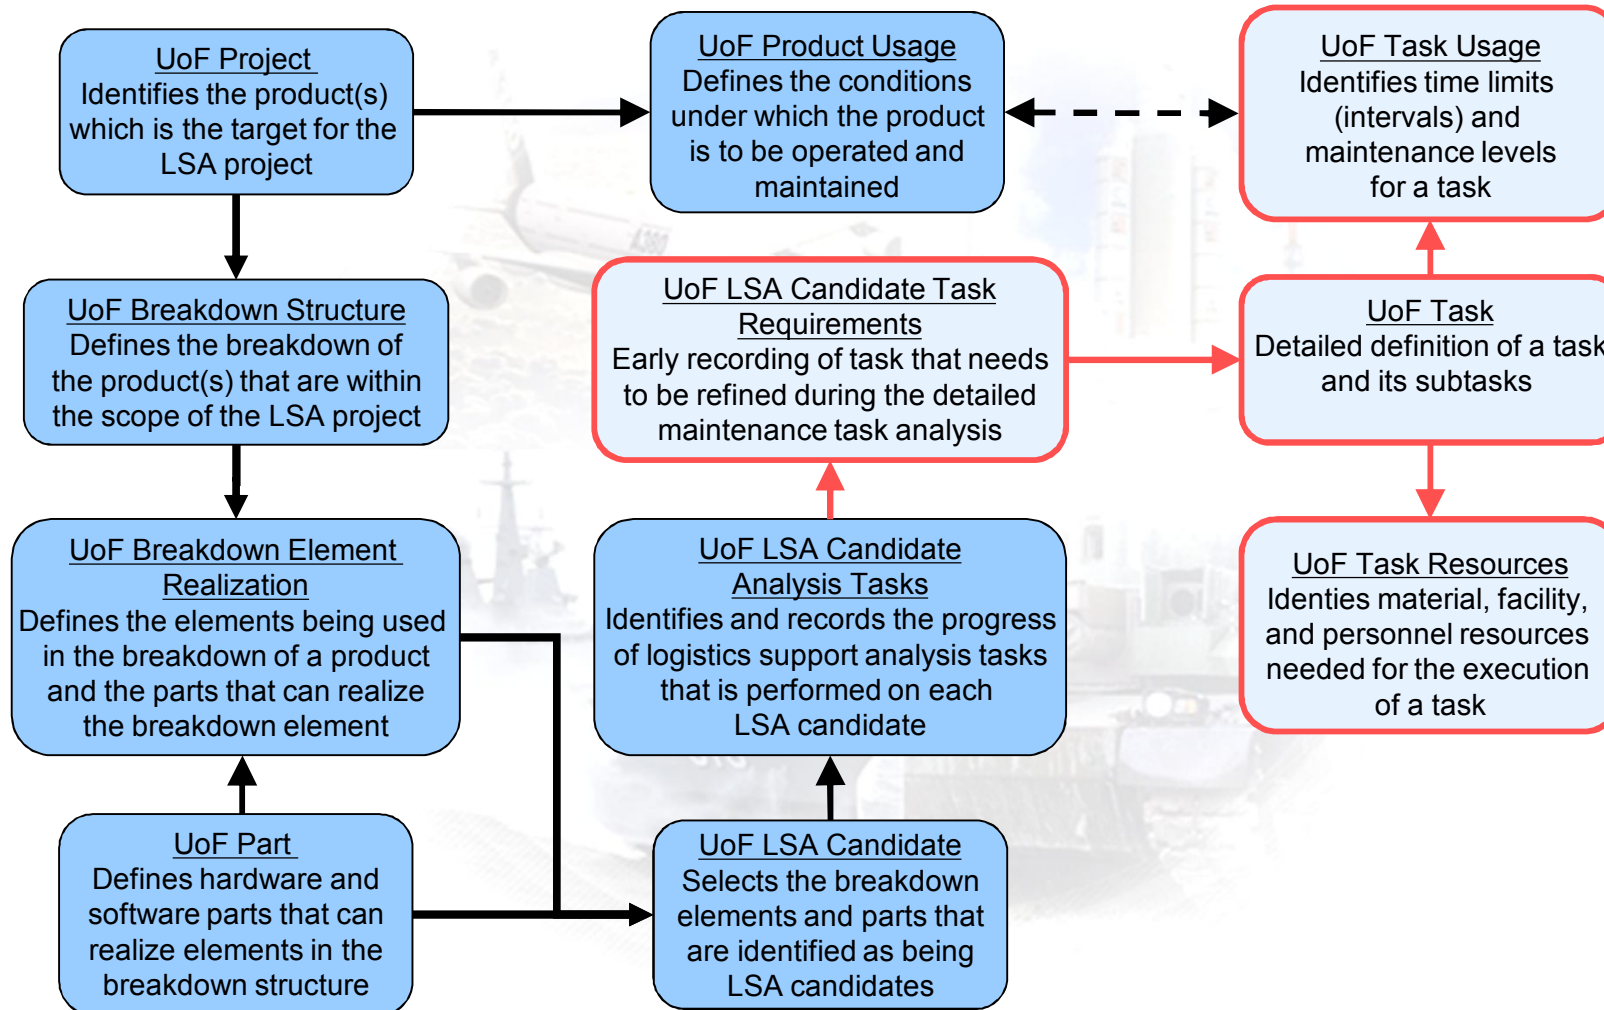 UoF Project
Identifies the product(s)
which is the target for the
LSA project
UoF Product Usage
Defines the conditions
under which the product
is to be operated and
maintained
UoF Task Usage
Identifies time limits
(intervals) and
maintenance levels
for a task
UoF Breakdown Structure
Defines the breakdown of
the product(s) that are within
the scope of the LSA project
UoF LSA Candidate Task
Requirements
Early recording of task that needs
to be refined during the detailed
maintenance task analysis
UoF Task
Detailed definition of a task
and its subtasks
UoF Breakdown Element
Realization
Defines the elements being used
in the breakdown of a product
and the parts that can realize
the breakdown element
UoF LSA Candidate
Analysis Tasks
Identifies and records the progress
of logistics support analysis tasks
that is performed on each
LSA candidate
UoF Task Resources
Identies material, facility,
and personnel resources
needed for the execution
of a task
UoF Part
Defines hardware and
software parts that can
realize elements in the
breakdown structure
UoF LSA Candidate
Selects the breakdown
elements and parts that
are identified as being
LSA candidates
A380